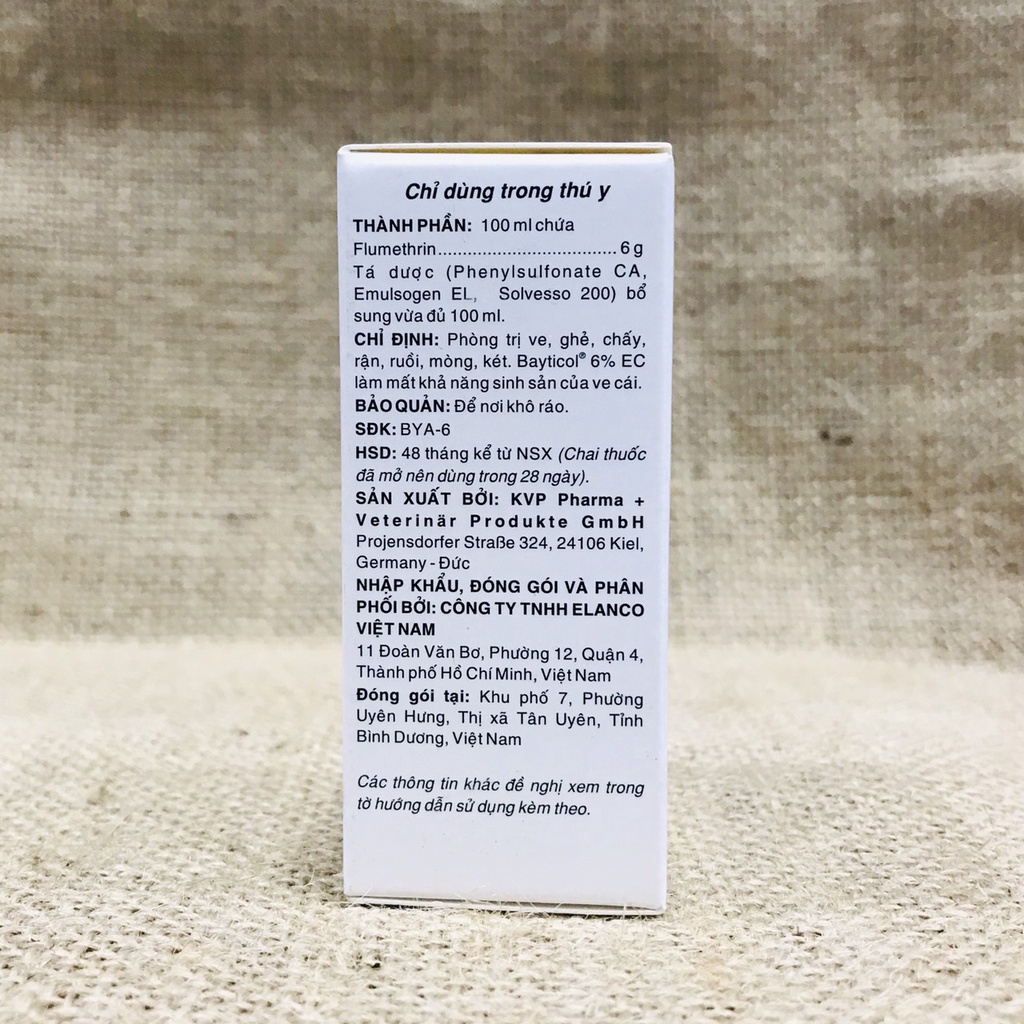 Chỉ dùng trong thú y
THÀNH PHẦN: 100 ml chứa
Flumethrin.................................... 6 g
Tá dược (Phenylsulfonate CA,
Emulsogen EL, Solvesso 200) bổ
sung vừa đủ 100 ml.
CHỈ ĐỊNH: Phòng trị ve, ghẻ, chấy,
rận, ruồi, mòng, két. Bayticol® 6% EC
làm mất khả năng sinh sản của ve cái.
BẢO QUẢN: Để nơi khô ráo.
SĐK: BYA-6
HSD: 48 tháng kể từ NSX (Chai thuốc
đã mở nên dùng trong 28 ngày).
SẢN XUẤT BỞI: KVP Pharma +
Veterinär Produkte GmbH
Projensdorfer Straße 324, 24106 Kiel,
Germany - Đức
NHẬP KHẨU, ĐÓNG GÓI VÀ PHÂN
PHỐI BỞI: CÔNG TY TNHH ELANCO
VIỆT NAM
11 Đoàn Văn Bơ, Phường 12, Quận 4,
Thành phố Hồ Chí Minh, Việt Nam
Đóng gói tại: Khu phố 7, Phường
Uyên Hưng, Thị xã Tân Uyên, Tỉnh
Bình Dương, Việt Nam
Các thông tin khác đề nghị xem trong
tờ hướng dẫn sử dụng kèm theo.